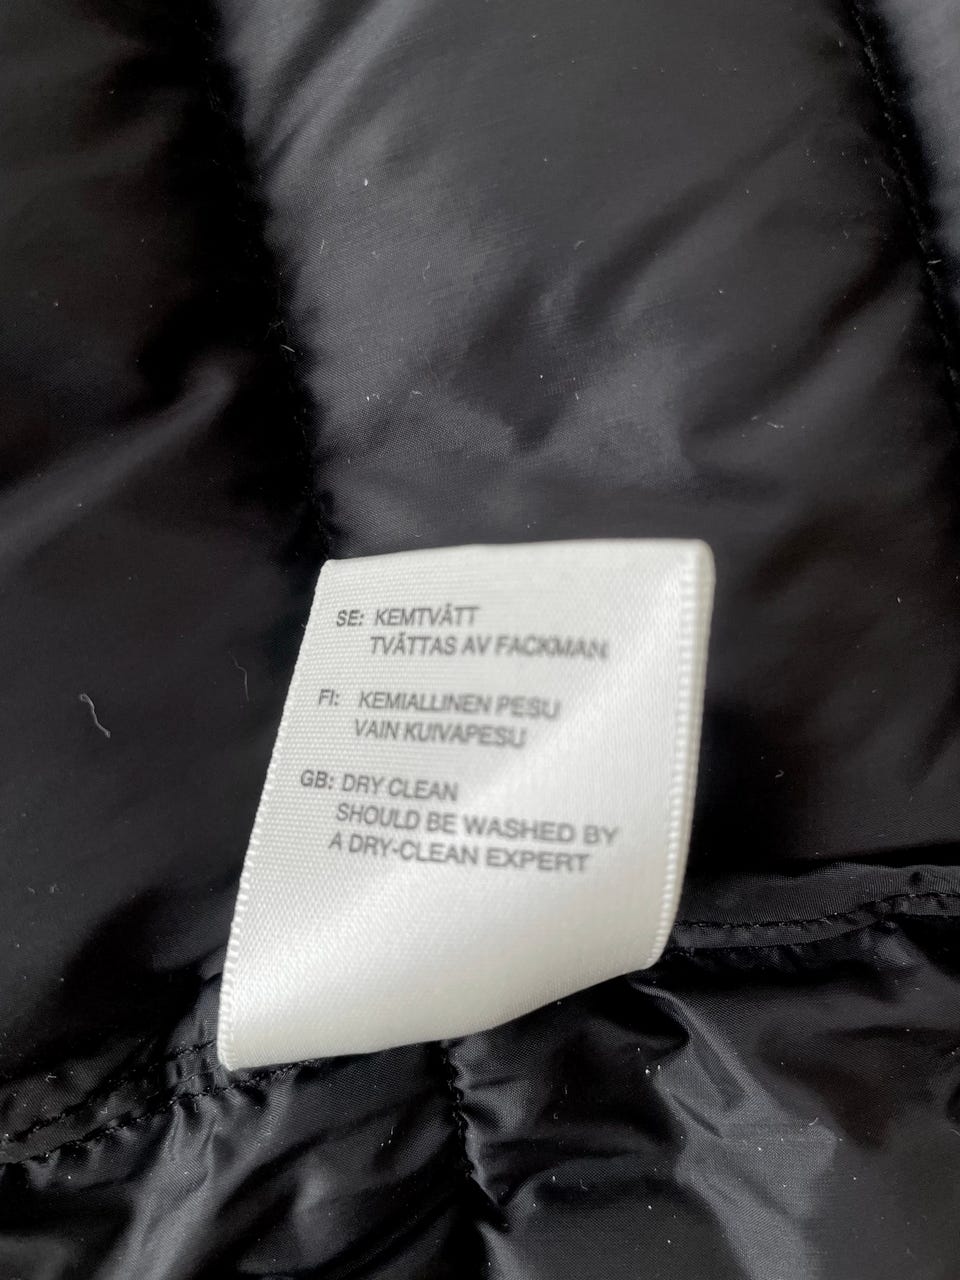 SE: KEMTVÄTT
TVÄTTAS AV FACKMAN
FI: KEMIALLINEN PESU
VAIN KUIVAPESU
GB: DRY CLEAN
SHOULD BE WASHED BY
A DRY-CLEAN EXPERT